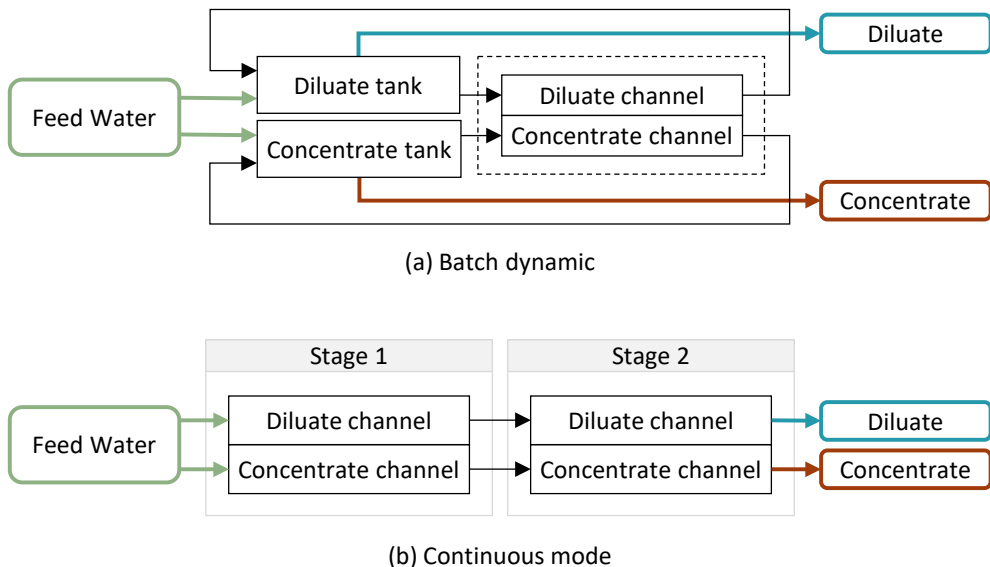 Diluate
Diluate tank
Diluate channel
Feed Water
Concentrate channel
Concentrate tank
Concentrate
(a) Batch dynamic
Stage 1
Stage 2
Diluate channel
Diluate channel
Diluate
Feed Water
Concentrate channel
Concentrate channel
Concentrate
(b) Continuous mode